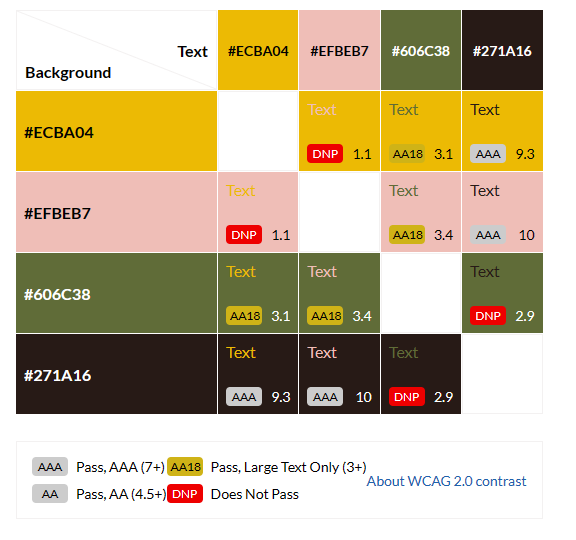 Text #ECBA04 #EFBEB7 #606C38 #271A16
Background
#ECBA04 Text Text Text
DNP 1.1 AA18 3.1 AAA 9.3
#EFBEB7 Text Text Text
DNP 1.1 AA18 3.4 AAA 10
#606C38 Text Text Text
AA18 3.1 AA18 3.4 DNP 2.9
#271A16 Text Text Text
AAA 9.3 AAA 10 DNP 2.9
AAA Pass, AAA (7+) AA18 Pass, Large Text Only (3+)
About WCAG 2.0 contrast
AA Pass, AA (4.5+) DNP Does Not Pass